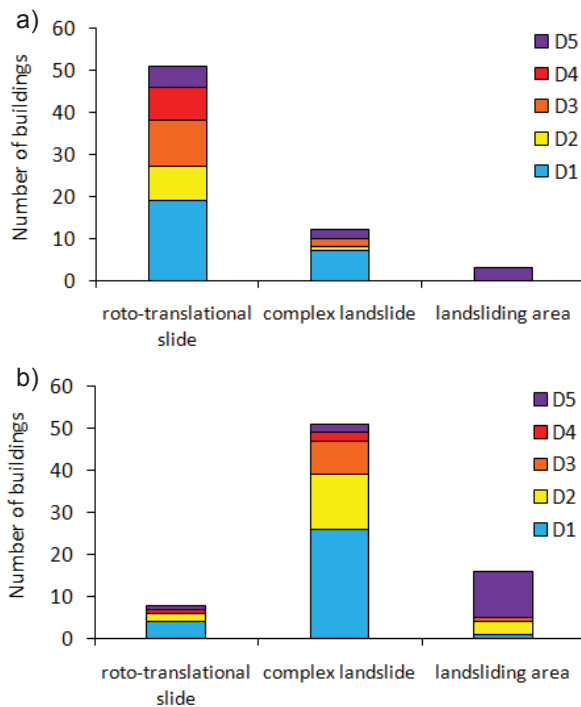 a)
Number of buildings
60
50
40
30
20
10
0
D5
D4
D3
D2
D1
roto-translational
slide
complex landslide
landsliding area
b)
Number of buildings
60
50
40
30
20
10
0
D5
D4
D3
D2
D1
roto-translational
slide
complex landslide
landsliding area